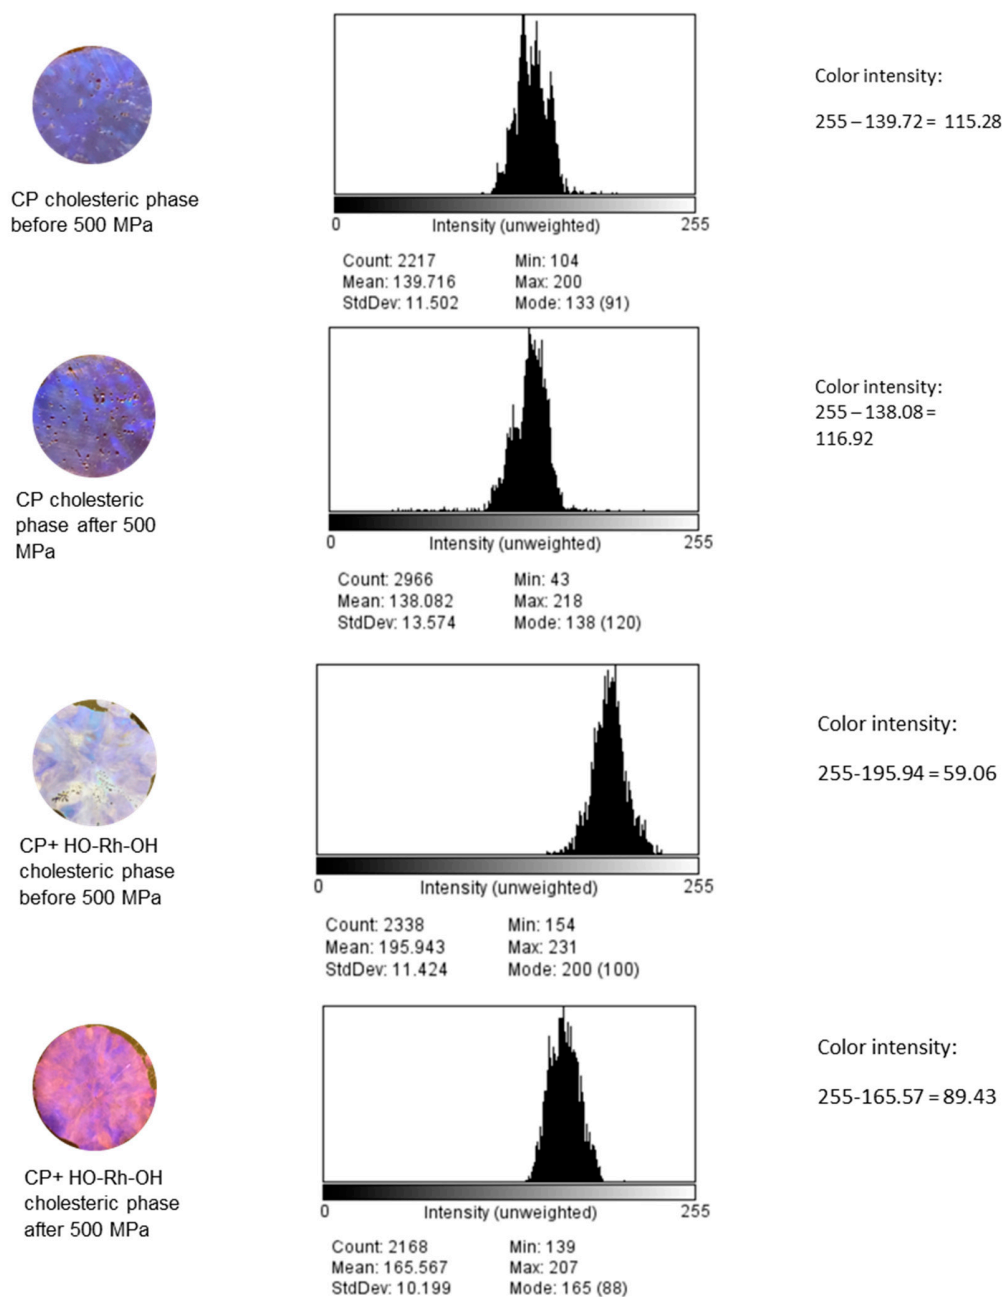 Color intensity:
255 – 139.72 = 115.28
CP cholesteric phase
before 500 MPa
0 Intensity (unweighted) 255
Count: 2217 Min: 104
Mean: 139.716 Max: 200
StdDev: 11.502 Mode: 133 (91)
Color intensity:
255 – 138.08 =
116.92
CP cholesteric
phase after 500
MPa
0 Intensity (unweighted) 255
Count: 2966 Min: 43
Mean: 138.082 Max: 218
StdDev: 13.574 Mode: 138 (120)
Color intensity:
255-195.94 = 59.06
CP+ HO-Rh-OH
cholesteric phase
before 500 MPa
0 Intensity (unweighted) 255
Count: 2338 Min: 154
Mean: 195.943 Max: 231
StdDev: 11.424 Mode: 200 (100)
Color intensity:
255-165.57 = 89.43
CP+ HO-Rh-OH
cholesteric phase
after 500 MPa
0 Intensity (unweighted) 255
Count: 2168 Min: 139
Mean: 165.567 Max: 207
StdDev: 10.199 Mode: 165 (88)